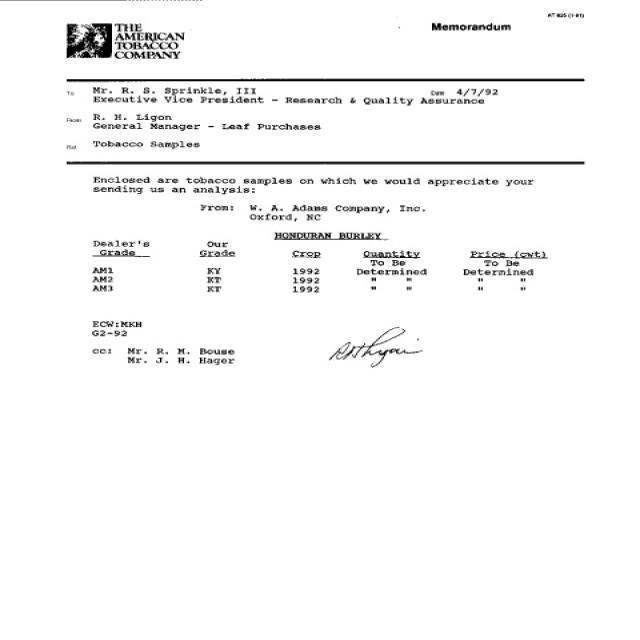 AT 825 (1-91)
THE
AMERICAN
TOBACCO
COMPANY
Memorandum
To Mr. R. S. Sprinkle, III Date 4/7/92
Executive Vice President - Research & Quality Assurance
From R. H. Ligon
General Manager - Leaf Purchases
Ref. Tobacco Samples
Enclosed are tobacco samples on which we would appreciate your
sending us an analysis:
From: W. A. Adams Company, Inc.
Oxford, NC
HONDURAN BURLEY
Dealer's Our
Grade Grade Crop Quantity Price (cwt)
To Be To Be
AM1 KY 1992 Determined Determined
AM2 KT 1992 " " " "
AM3 KT 1992 " " " "
ECW:MKH
G2-92
cc: Mr. R. M. Bouse
Mr. J. H. Hager
RHLigon